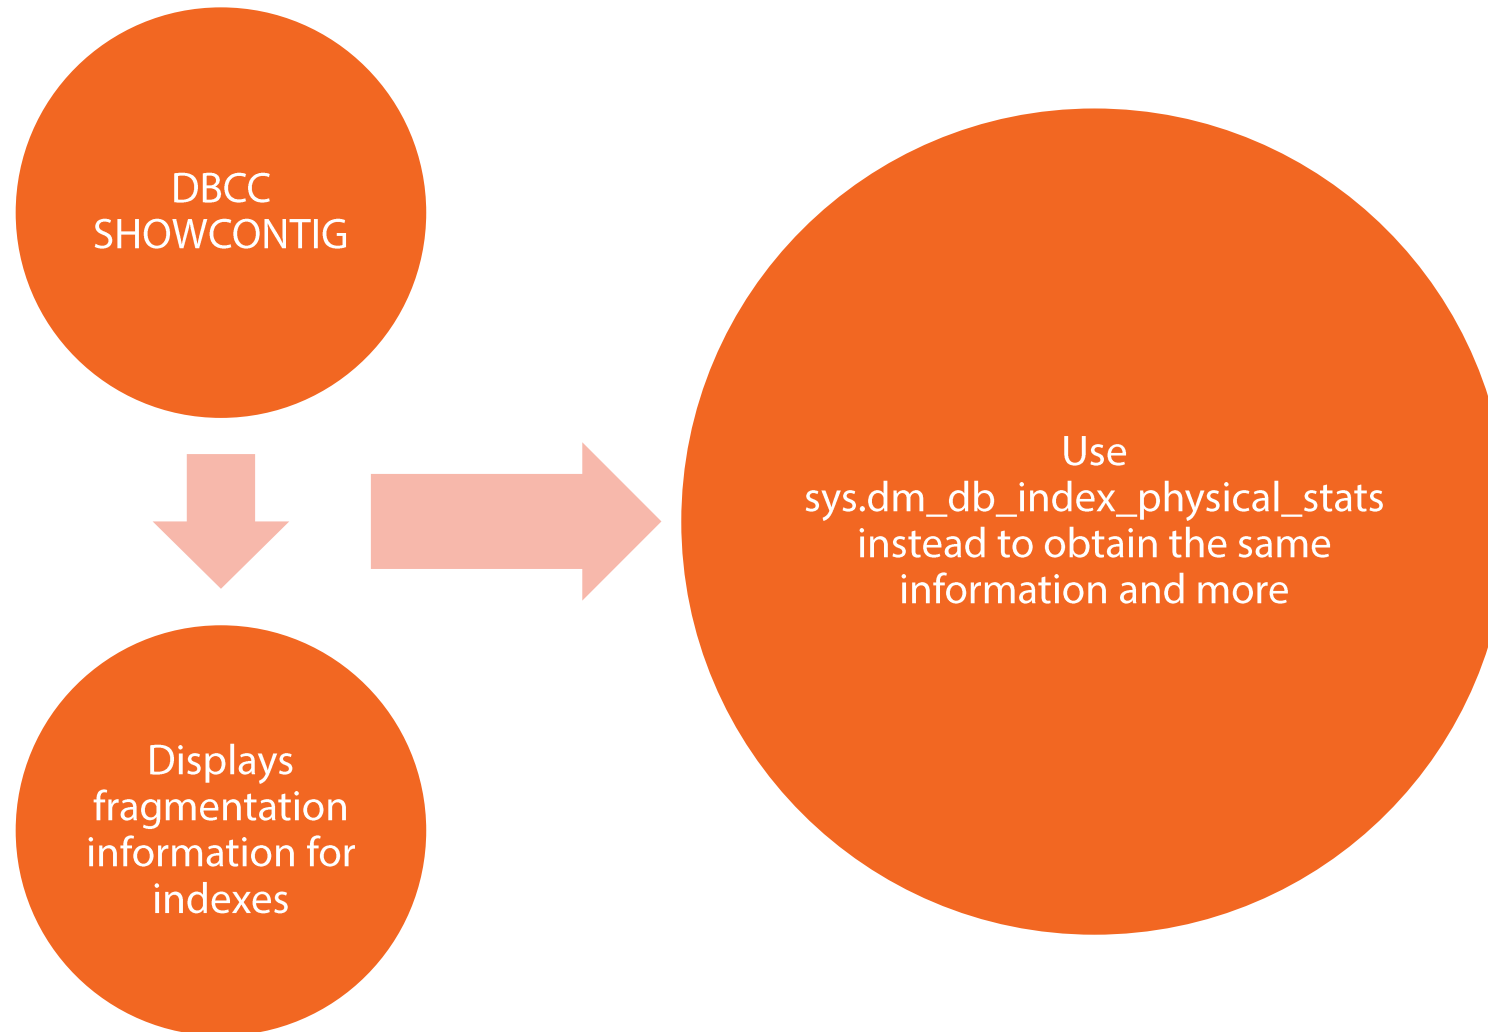 DBCC
SHOWCONTIG
Displays
fragmentation
information for
indexes
Use
sys.dm_db_index_physical_stats
instead to obtain the same
information and more